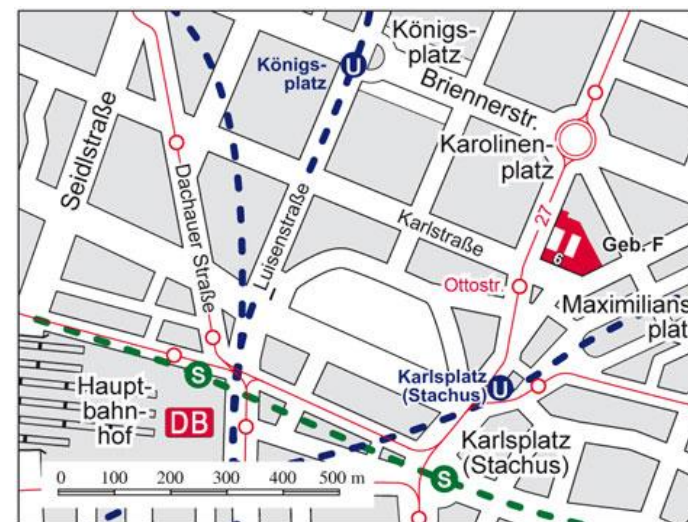 Königs-
platz
U
Königs-
platz
Briennerstr.
Karolinen-
platz
Seidlstraße
Dachauer Straße
Luisenstraße
Karlstraße
27
6
Geb. F
Ottostr.
Maximilians
plat
Karlsplatz
(Stachus)
U
S
Haupt-
bahn-
hof
DB
Karlsplatz
(Stachus)
S
0 100 200 300 400 500 m